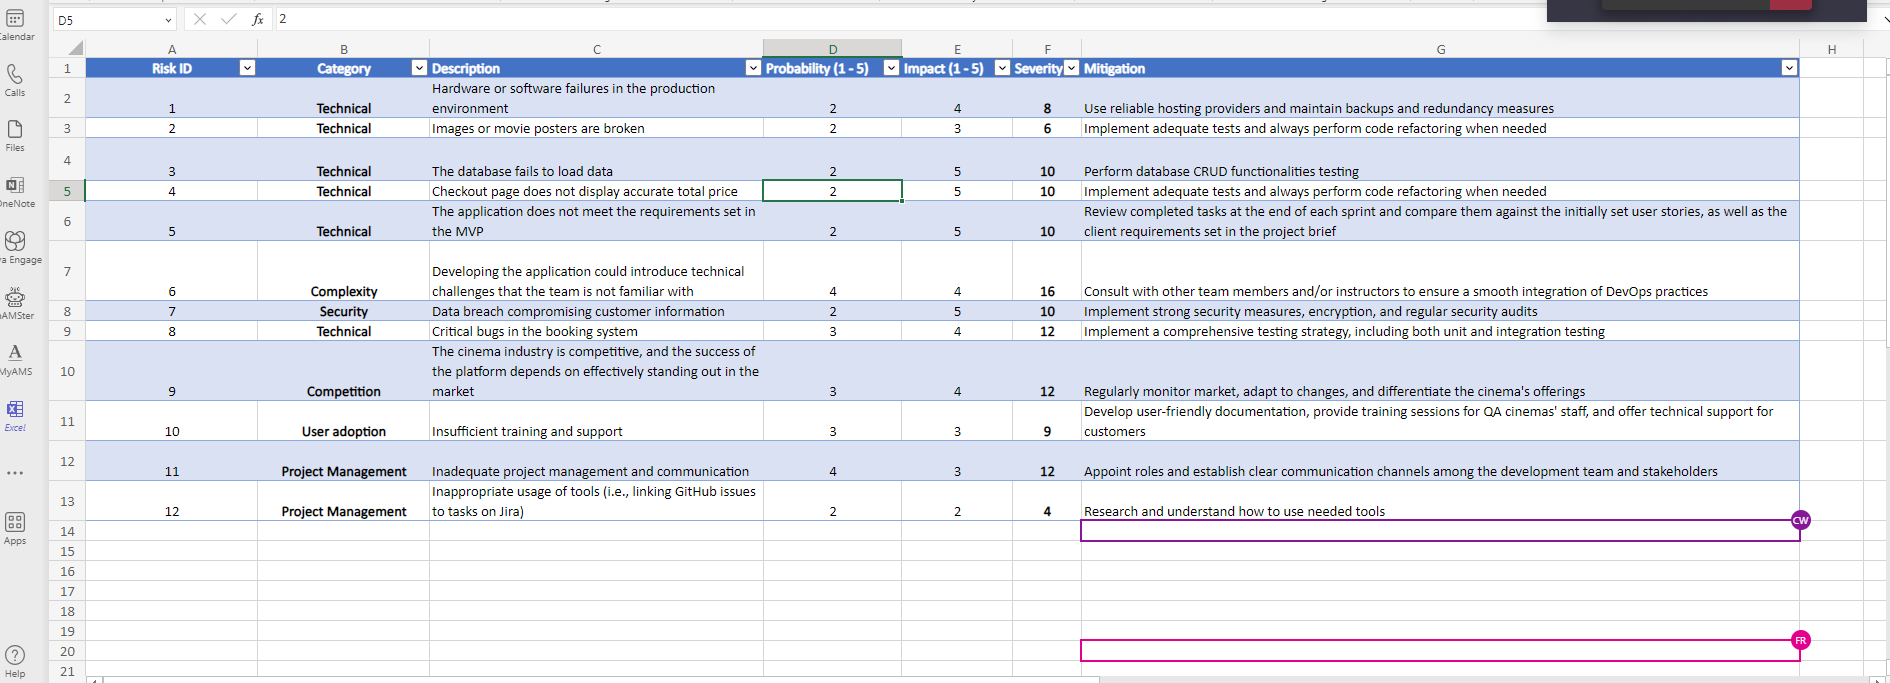 D5
fx
2
Calendar
Calls
Files
OneNote
va Engage
AMSter
MyAMS
Excel
Apps
Help
A B C D E F G H
1 Risk ID Category Description Probability (1 - 5) Impact (1 - 5) Severity Mitigation
Hardware or software failures in the production
2 1 Technical environment 2 4 8 Use reliable hosting providers and maintain backups and redundancy measures
3 2 Technical Images or movie posters are broken 2 3 6 Implement adequate tests and always perform code refactoring when needed
4 3 Technical The database fails to load data 2 5 10 Perform database CRUD functionalities testing
5 4 Technical Checkout page does not display accurate total price 2 5 10 Implement adequate tests and always perform code refactoring when needed
The application does not meet the requirements set in Review completed tasks at the end of each sprint and compare them against the initially set user stories, as well as the
6 5 Technical the MVP 2 5 10 client requirements set in the project brief
Developing the application could introduce technical
7 6 Complexity challenges that the team is not familiar with 4 4 16 Consult with other team members and/or instructors to ensure a smooth integration of DevOps practices
8 7 Security Data breach compromising customer information 2 5 10 Implement strong security measures, encryption, and regular security audits
9 8 Technical Critical bugs in the booking system 3 4 12 Implement a comprehensive testing strategy, including both unit and integration testing
The cinema industry is competitive, and the success of
the platform depends on effectively standing out in the
10 9 Competition market 3 4 12 Regularly monitor market, adapt to changes, and differentiate the cinema's offerings
Develop user-friendly documentation, provide training sessions for QA cinemas' staff, and offer technical support for
11 10 User adoption Insufficient training and support 3 3 9 customers
12 11 Project Management Inadequate project management and communication 4 3 12 Appoint roles and establish clear communication channels among the development team and stakeholders
Inappropriate usage of tools (i.e., linking GitHub issues
13 12 Project Management to tasks on Jira) 2 2 4 Research and understand how to use needed tools
CW
14
15
16
17
18
19
FR
20
21